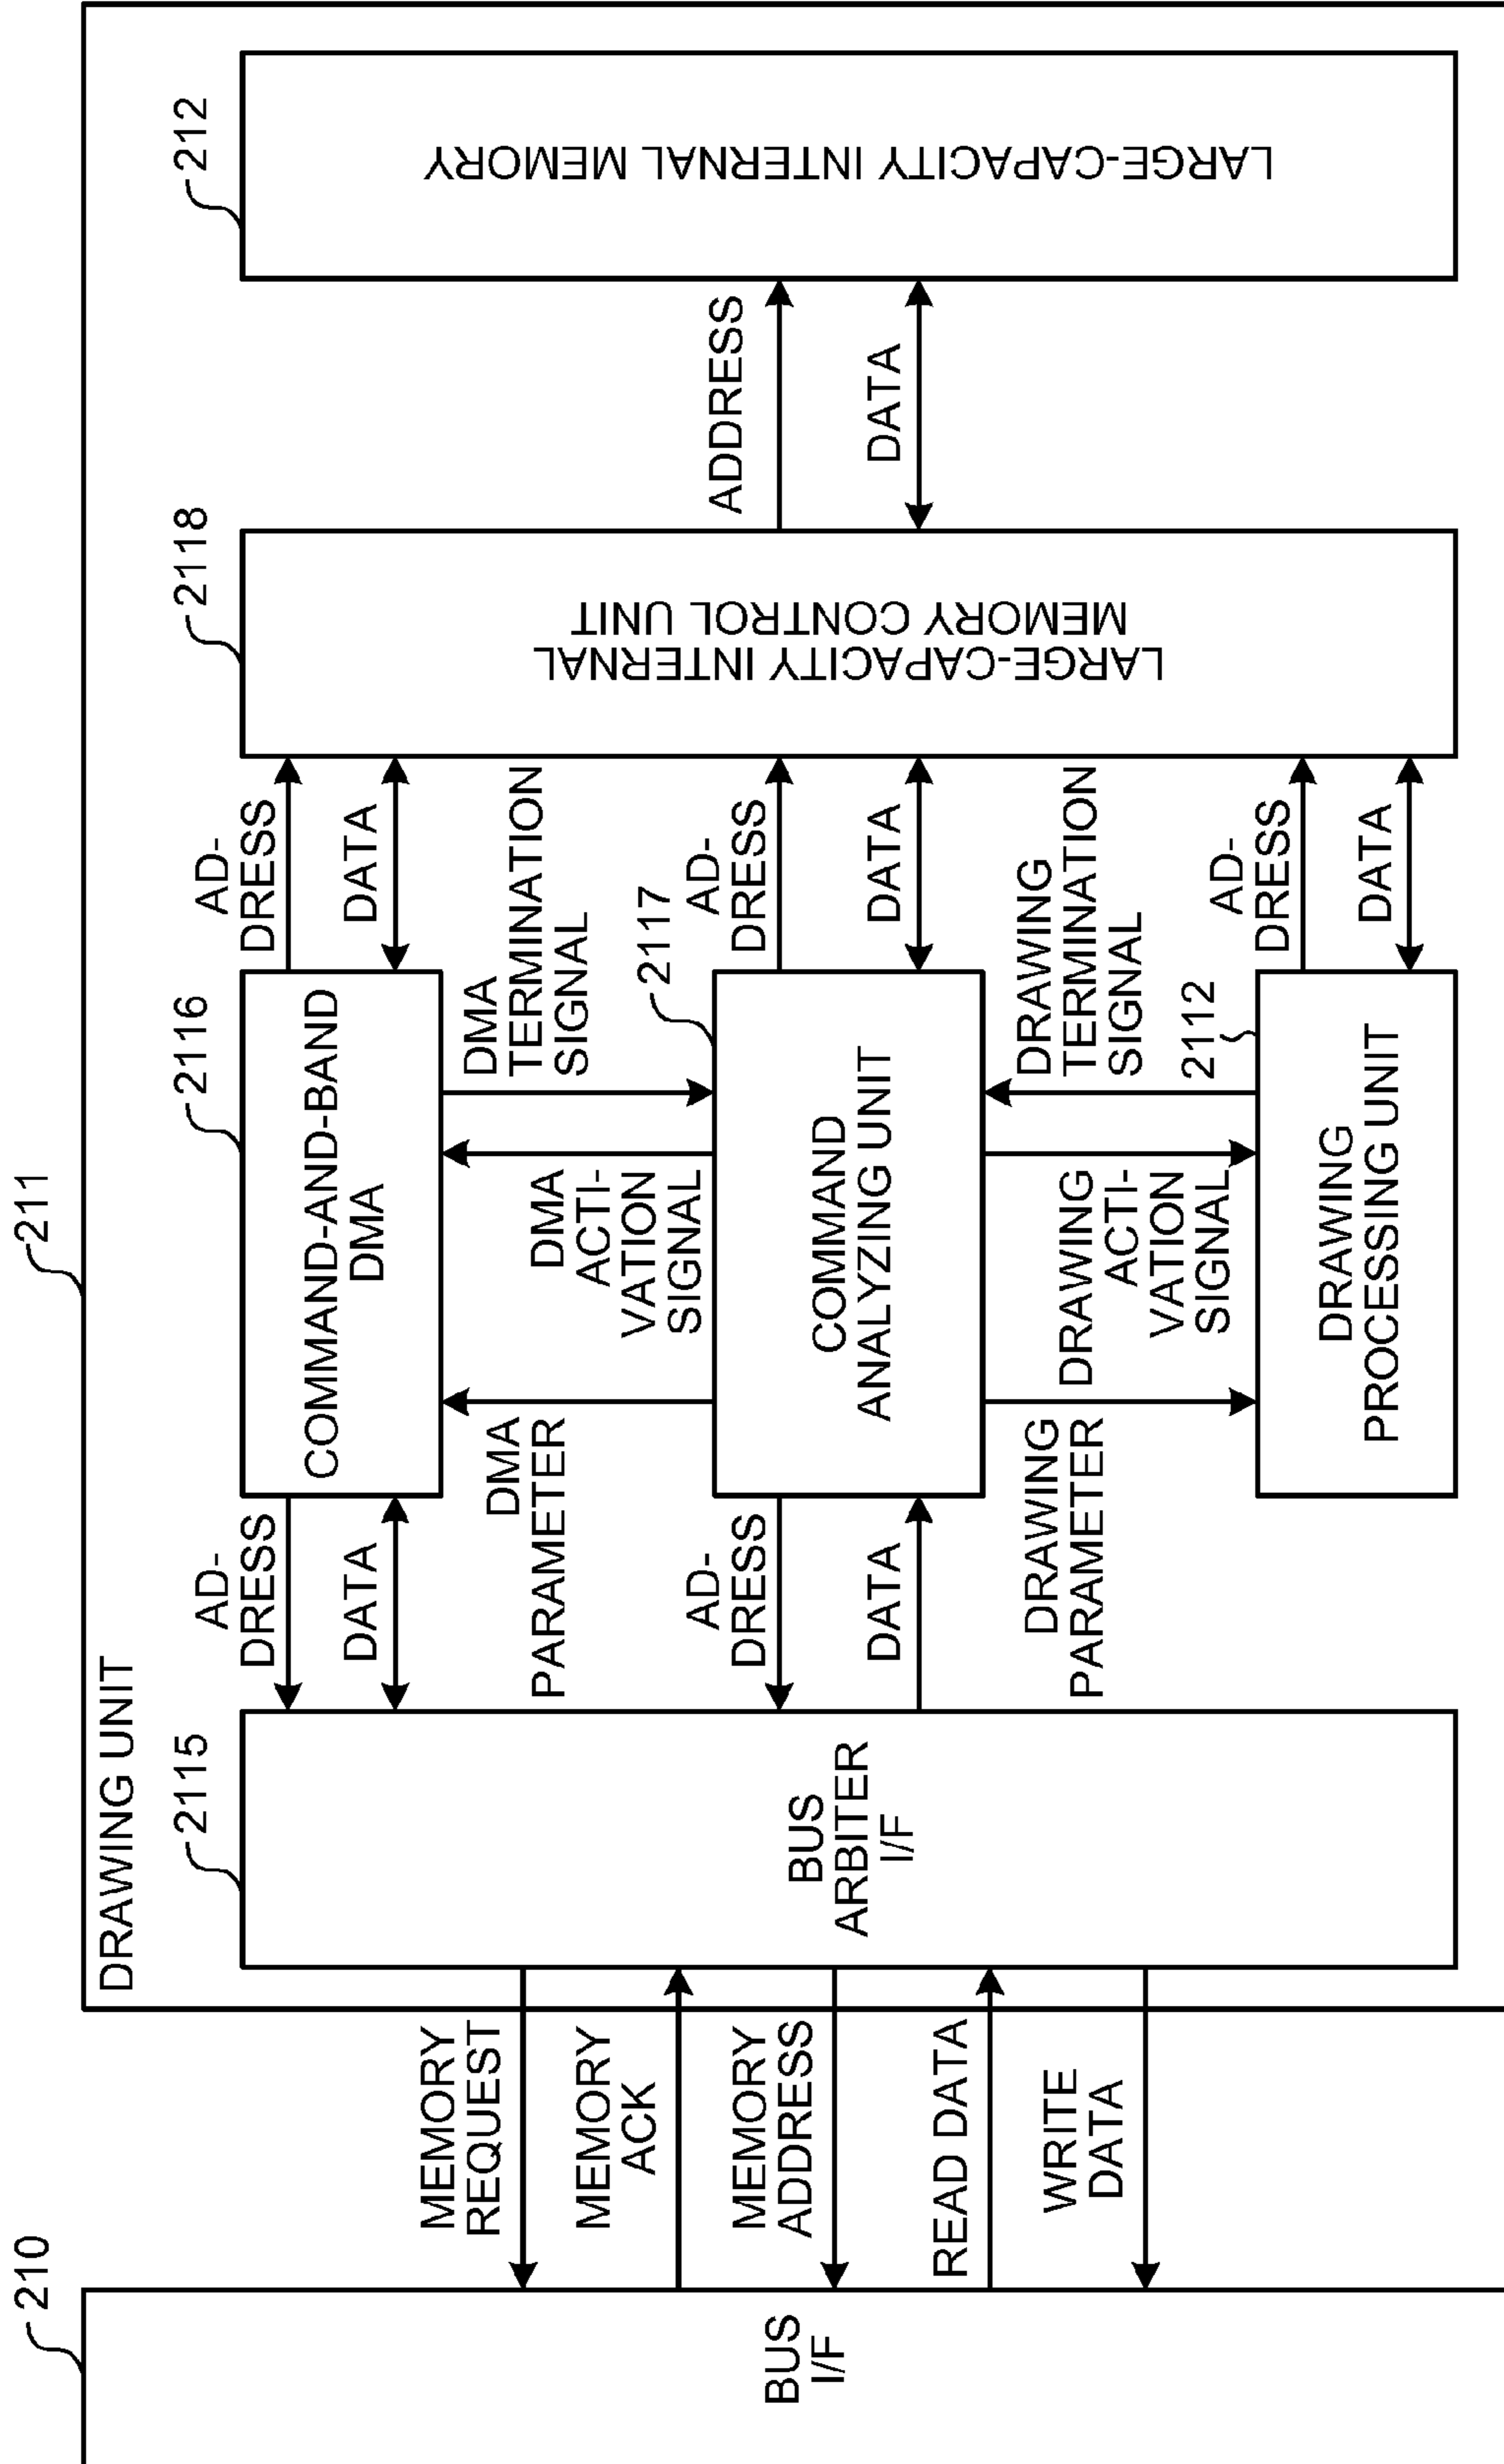 211
DRAWING UNIT
210
BUS
I/F
MEMORY
REQUEST
MEMORY
ACK
MEMORY
ADDRESS
READ DATA
WRITE
DATA
2115
BUS
ARBITER
I/F
AD-
DRESS
DATA
DMA
PARAMETER
AD-
DRESS
DATA
DRAWING
PARAMETER
2116
COMMAND-AND-BAND
DMA
DMA
ACTI-
VATION
SIGNAL
DMA
TERMINATION
SIGNAL
2117
COMMAND
ANALYZING UNIT
DRAWING
ACTI-
VATION
SIGNAL
DRAWING
TERMINATION
SIGNAL
2112
DRAWING
PROCESSING UNIT
AD-
DRESS
DATA
AD-
DRESS
DATA
AD-
DRESS
DATA
2118
LARGE-CAPACITY INTERNAL
MEMORY CONTROL UNIT
ADDRESS
DATA
212
LARGE-CAPACITY INTERNAL MEMORY